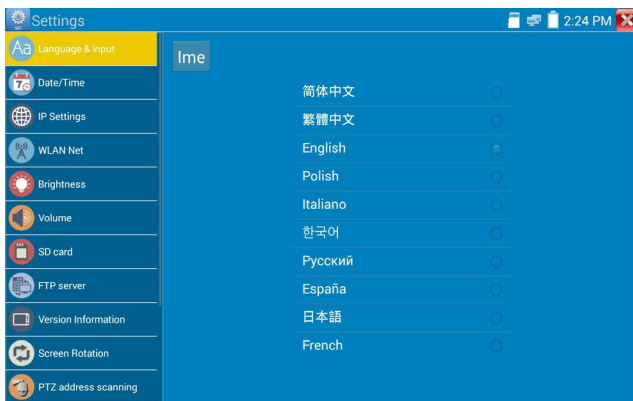 Settings
2:24 PM
Language & input
Date/Time
IP Settings
WLAN Net
Brightness
Volume
SD card
FTP server
Version Information
Screen Rotation
PTZ address scanning
Ime
简体中文
繁體中文
English
Polish
Italiano
한국어
Русский
España
日本語
French